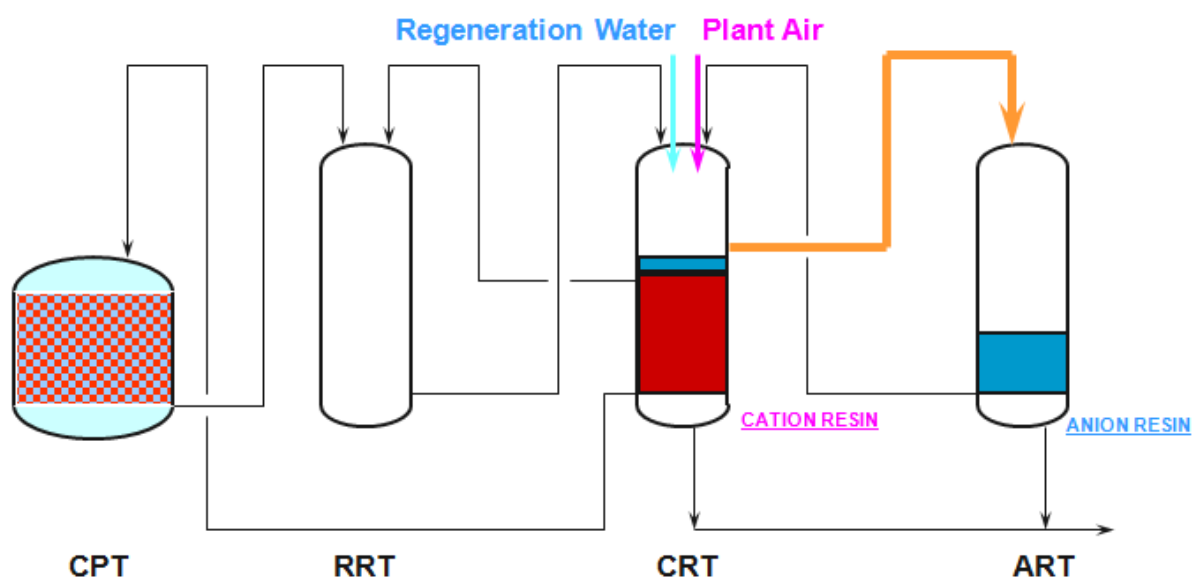 Regeneration Water Plant Air
CATION RESIN
ANION RESIN
CPT RRT CRT ART